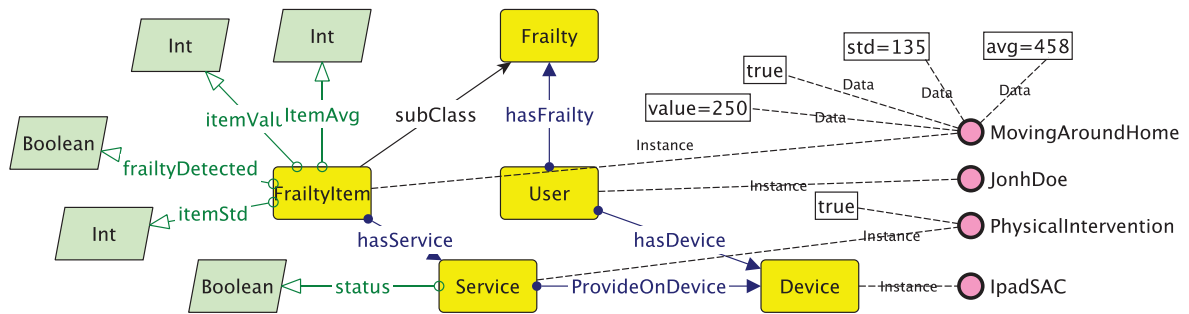 Int
Int
Frailty
std=135
avg=458
true
Data
Data
Data
value=250
Data
itemValu
ItemAvg
subClass
hasFrailty
MovingAroundHome
Boolean
frailtyDetected
Instance
FrailtyItem
User
Instance
JonhDoe
itemStd
Int
true
PhysicalIntervention
hasService
hasDevice
Instance
Boolean
status
Service
ProvideOnDevice
Device
Instance
IpadSAC